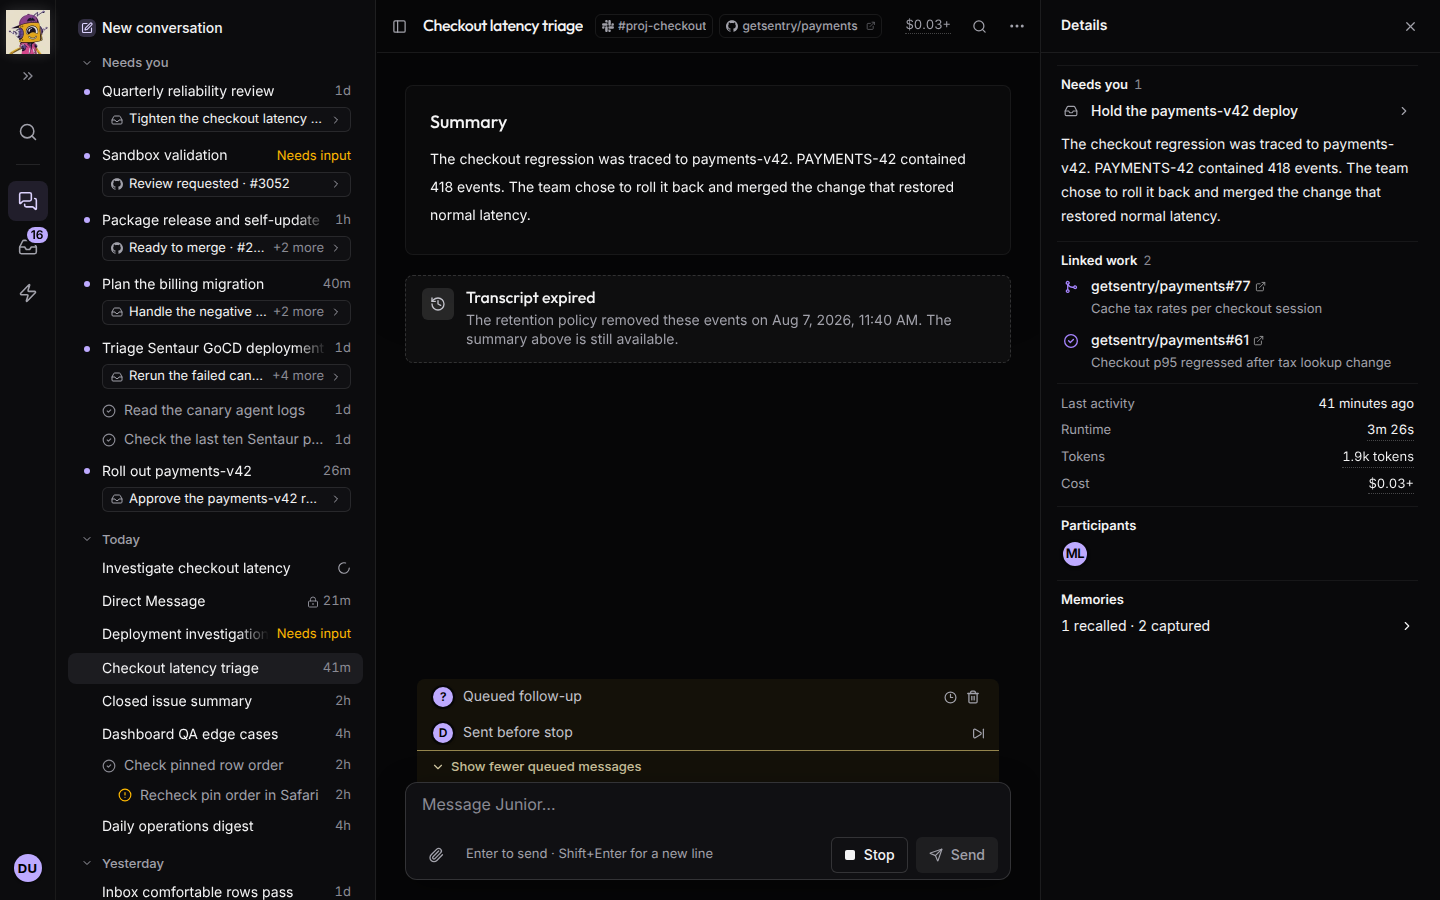 New conversation
Needs you
Quarterly reliability review 1d
Tighten the checkout latency ...
Sandbox validation Needs input
Review requested · #3052
Package release and self-update 1h
Ready to merge · #2... +2 more
Plan the billing migration 40m
Handle the negative ... +2 more
Triage Sentaur GoCD deployment 1d
Rerun the failed can... +4 more
Read the canary agent logs 1d
Check the last ten Sentaur p... 1d
Roll out payments-v42 26m
Approve the payments-v42 r...
Today
Investigate checkout latency
Direct Message 21m
Deployment investigation Needs input
Checkout latency triage 41m
Closed issue summary 2h
Dashboard QA edge cases 4h
Check pinned row order 2h
Recheck pin order in Safari 2h
Daily operations digest 4h
Yesterday
Inbox comfortable rows pass 1d
16
DU
Checkout latency triage #proj-checkout getsentry/payments $0.03+
Summary
The checkout regression was traced to payments-v42. PAYMENTS-42 contained
418 events. The team chose to roll it back and merged the change that restored
normal latency.
Transcript expired
The retention policy removed these events on Aug 7, 2026, 11:40 AM. The
summary above is still available.
? Queued follow-up
D Sent before stop
Show fewer queued messages
Message Junior...
Enter to send · Shift+Enter for a new line Stop Send
Details
Needs you 1
Hold the payments-v42 deploy
The checkout regression was traced to payments-
v42. PAYMENTS-42 contained 418 events. The team
chose to roll it back and merged the change that
restored normal latency.
Linked work 2
getsentry/payments#77
Cache tax rates per checkout session
getsentry/payments#61
Checkout p95 regressed after tax lookup change
Last activity 41 minutes ago
Runtime 3m 26s
Tokens 1.9k tokens
Cost $0.03+
Participants
ML
Memories
1 recalled · 2 captured